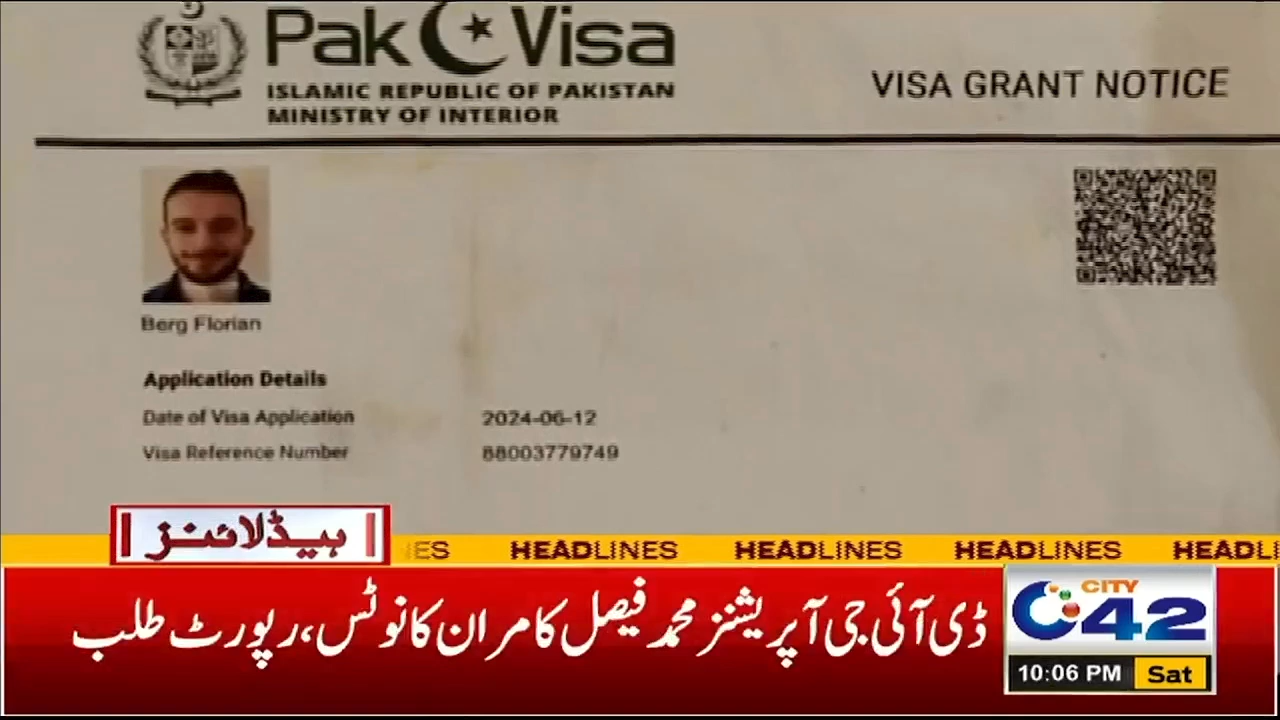 Pak Visa
ISLAMIC REPUBLIC OF PAKISTAN
MINISTRY OF INTERIOR
VISA GRANT NOTICE
Berg Florian
Application Details
Date of Visa Application 2024-06-12
Visa Reference Number 88003779749
ہیڈلائنز
ES HEADLINES HEADLINES HEADLINES HEADL
ڈی آئی جی آپریشنز محمد فیصل کامران کا نوٹس، رپورٹ طلب
CITY
42
10:06 PM Sat